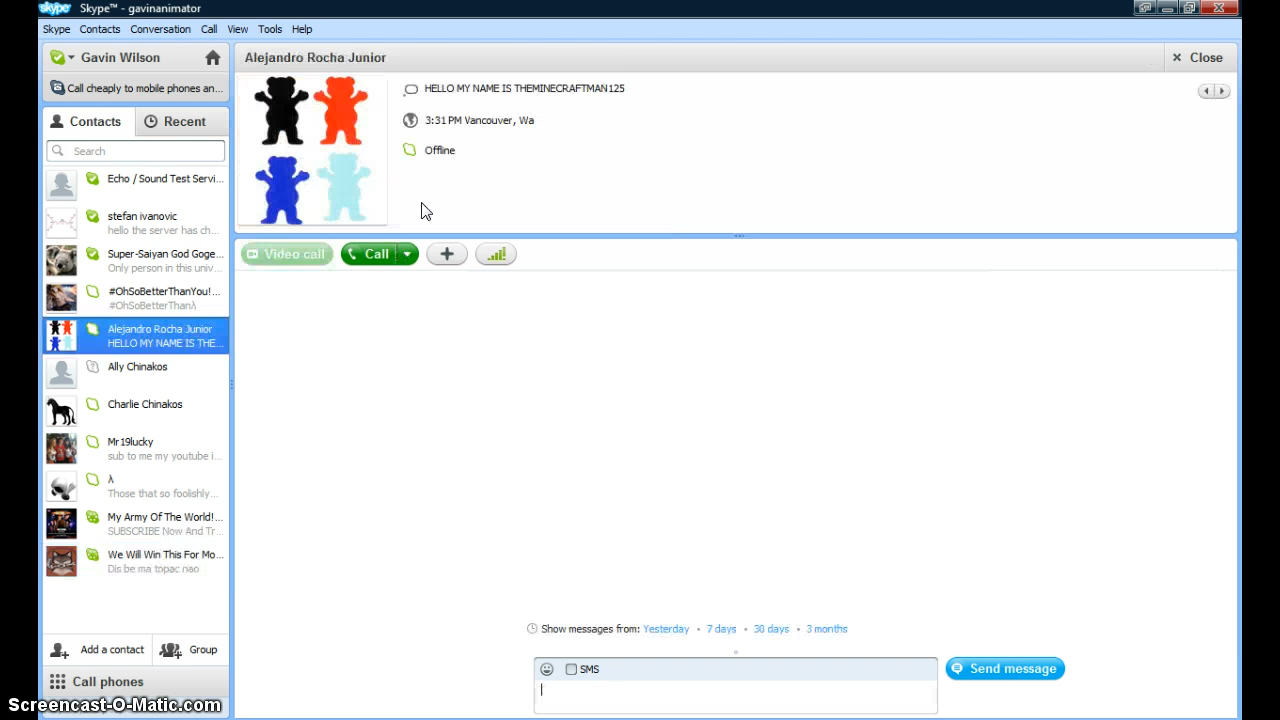 Skype™ - gavinanimator
Skype Contacts Conversation Call View Tools Help
Gavin Wilson
Call cheaply to mobile phones an...
Contacts
Recent
Search
Echo / Sound Test Servi...
stefan ivanovic
hello the server has ch...
Super-Saiyan God Goge...
Only person in this univ...
#OhSoBetterThanYou!...
#OhSoBetterThanλ
Alejandro Rocha Junior
HELLO MY NAME IS THE...
Ally Chinakos
Charlie Chinakos
Mr19lucky
sub to me my youtube i...
λ
Those that so foolishly...
My Army Of The World!...
SUBSCRIBE Now And Tr...
We Will Win This For Mo...
Dis be ma topac nao
Add a contact
Group
Call phones
Alejandro Rocha Junior
Close
HELLO MY NAME IS THEMINECRAFTMAN125
3:31 PM Vancouver, Wa
Offline
Video call
Call
Show messages from: Yesterday • 7 days • 30 days • 3 months
SMS
Send message
Screencast-O-Matic.com